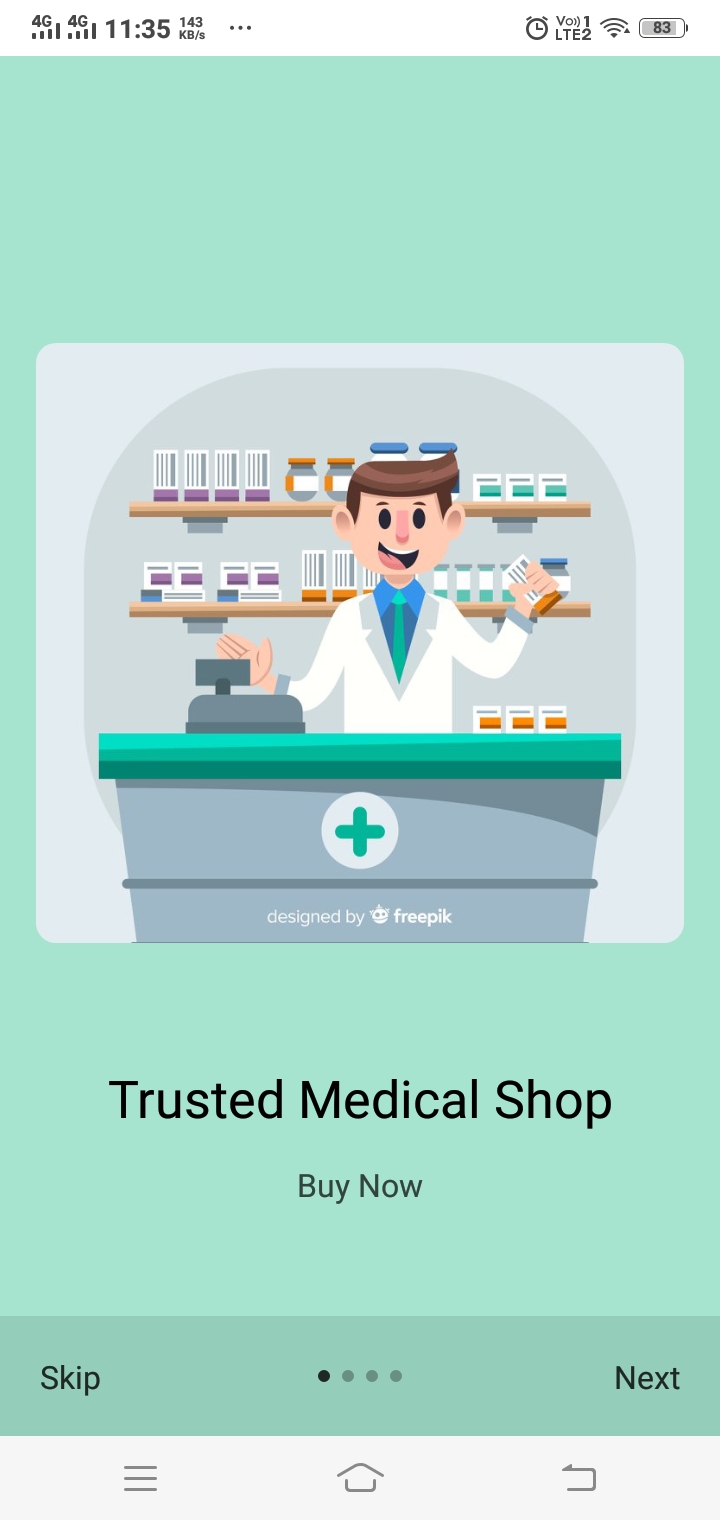 4G 4G 11:35 143 KB/s ... Vo)) 1 LTE2 83
designed by freepik
Trusted Medical Shop
Buy Now
Skip Next